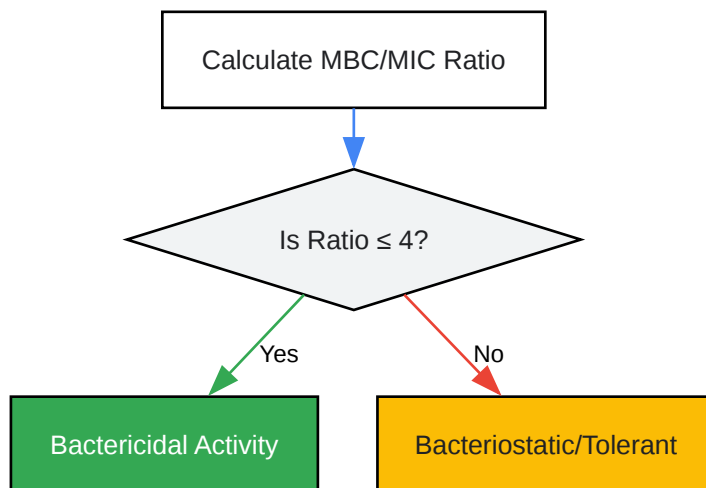 Calculate MBC/MIC Ratio
Is Ratio ≤ 4?
Yes
No
Bactericidal Activity
Bacteriostatic/Tolerant